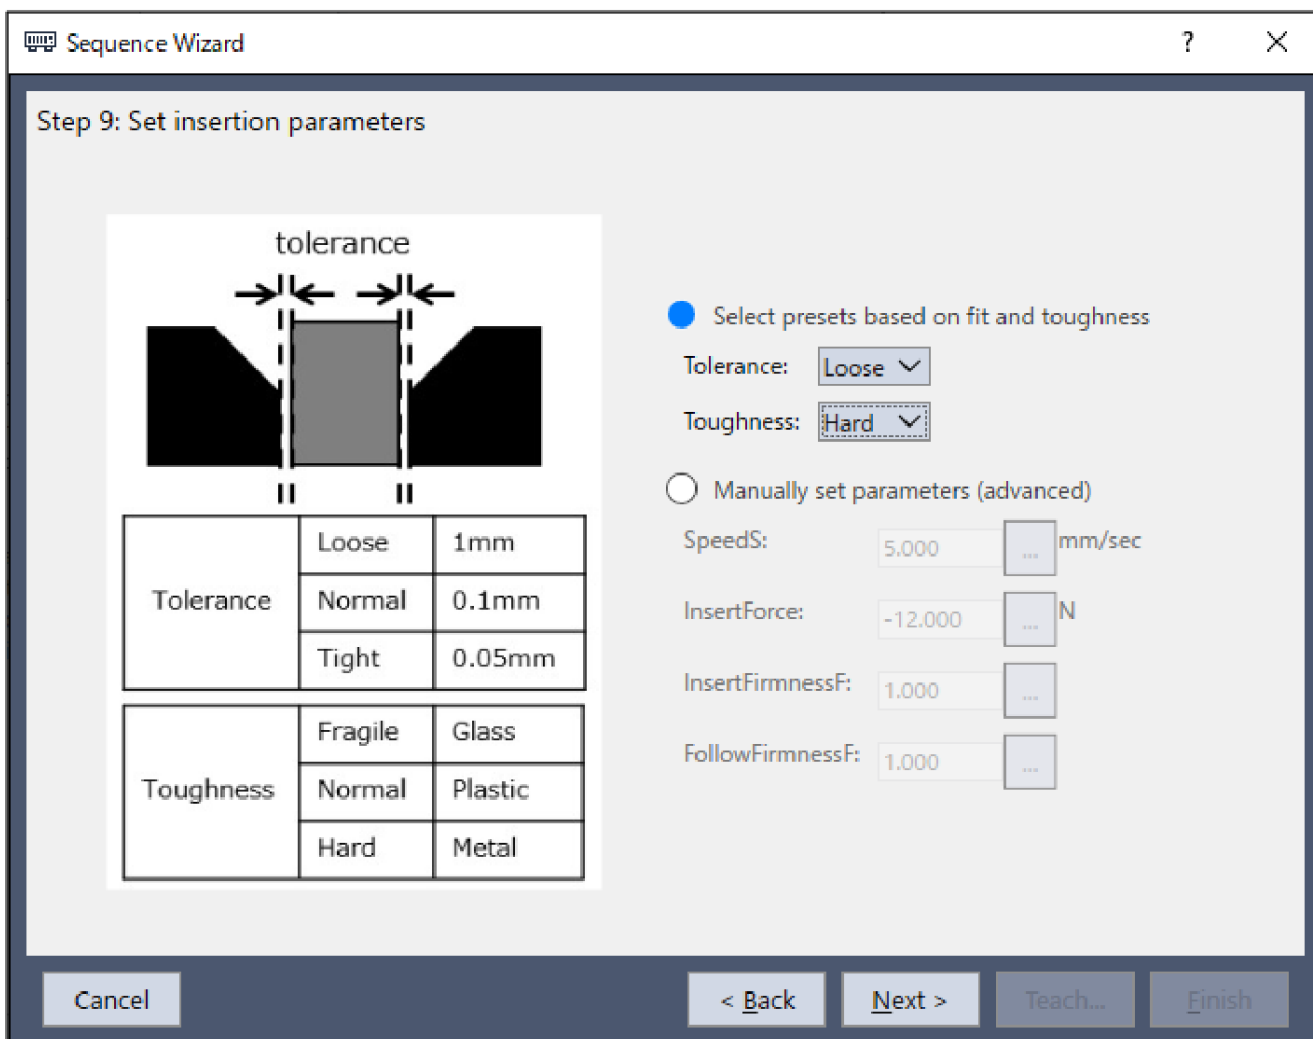 Sequence Wizard
?
Step 9: Set insertion parameters
tolerance
Tolerance
Loose 1mm
Normal 0.1mm
Tight 0.05mm
Toughness
Fragile Glass
Normal Plastic
Hard Metal
Select presets based on fit and toughness
Tolerance: Loose
Toughness: Hard
Manually set parameters (advanced)
SpeedS: 5.000 ... mm/sec
InsertForce: -12.000 ... N
InsertFirmnessF: 1.000 ...
FollowFirmnessF: 1.000 ...
Cancel < Back Next > Teach... Finish